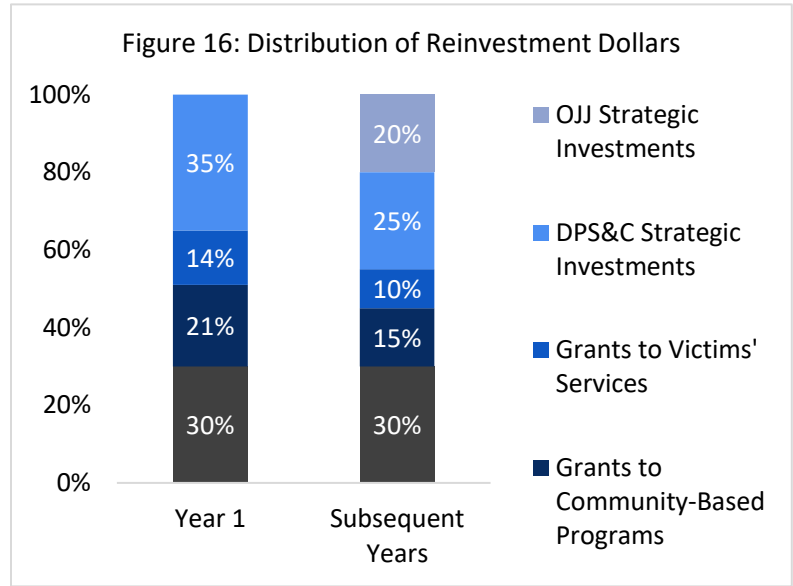 Figure 16: Distribution of Reinvestment Dollars
100%
80%
60%
40%
20%
0%
35%
14%
21%
30%
20%
25%
10%
15%
30%
Year 1
Subsequent
Years
OJJ Strategic
Investments
DPS&C Strategic
Investments
Grants to Victims'
Services
Grants to
Community-Based
Programs